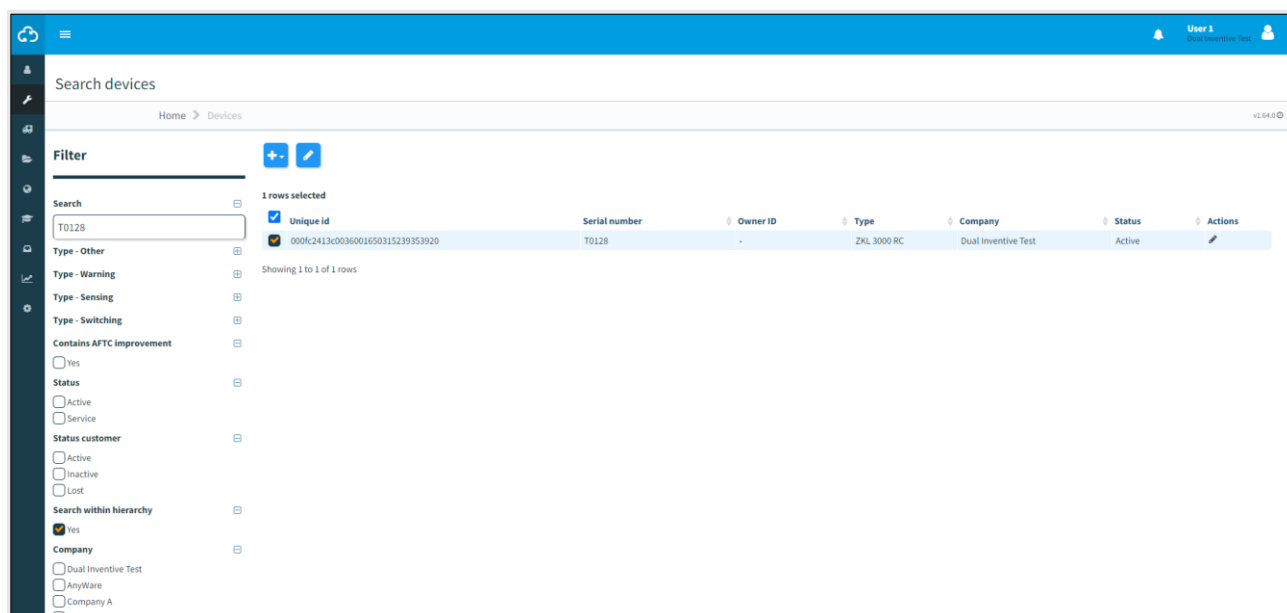 User 1
Dual Inventive Test
Search devices
Home Devices
v1.64.0
Filter
1 rows selected
Search
Unique id Serial number Owner ID Type Company Status Actions
T0128
000fc2413c0036001650315239353920 T0128 - ZKL 3000 RC Dual Inventive Test Active
Type - Other
Showing 1 to 1 of 1 rows
Type - Warning
Type - Sensing
Type - Switching
Contains AFTC improvement
Yes
Status
Active
Service
Status customer
Active
Inactive
Lost
Search within hierarchy
Yes
Company
Dual Inventive Test
AnyWare
Company A